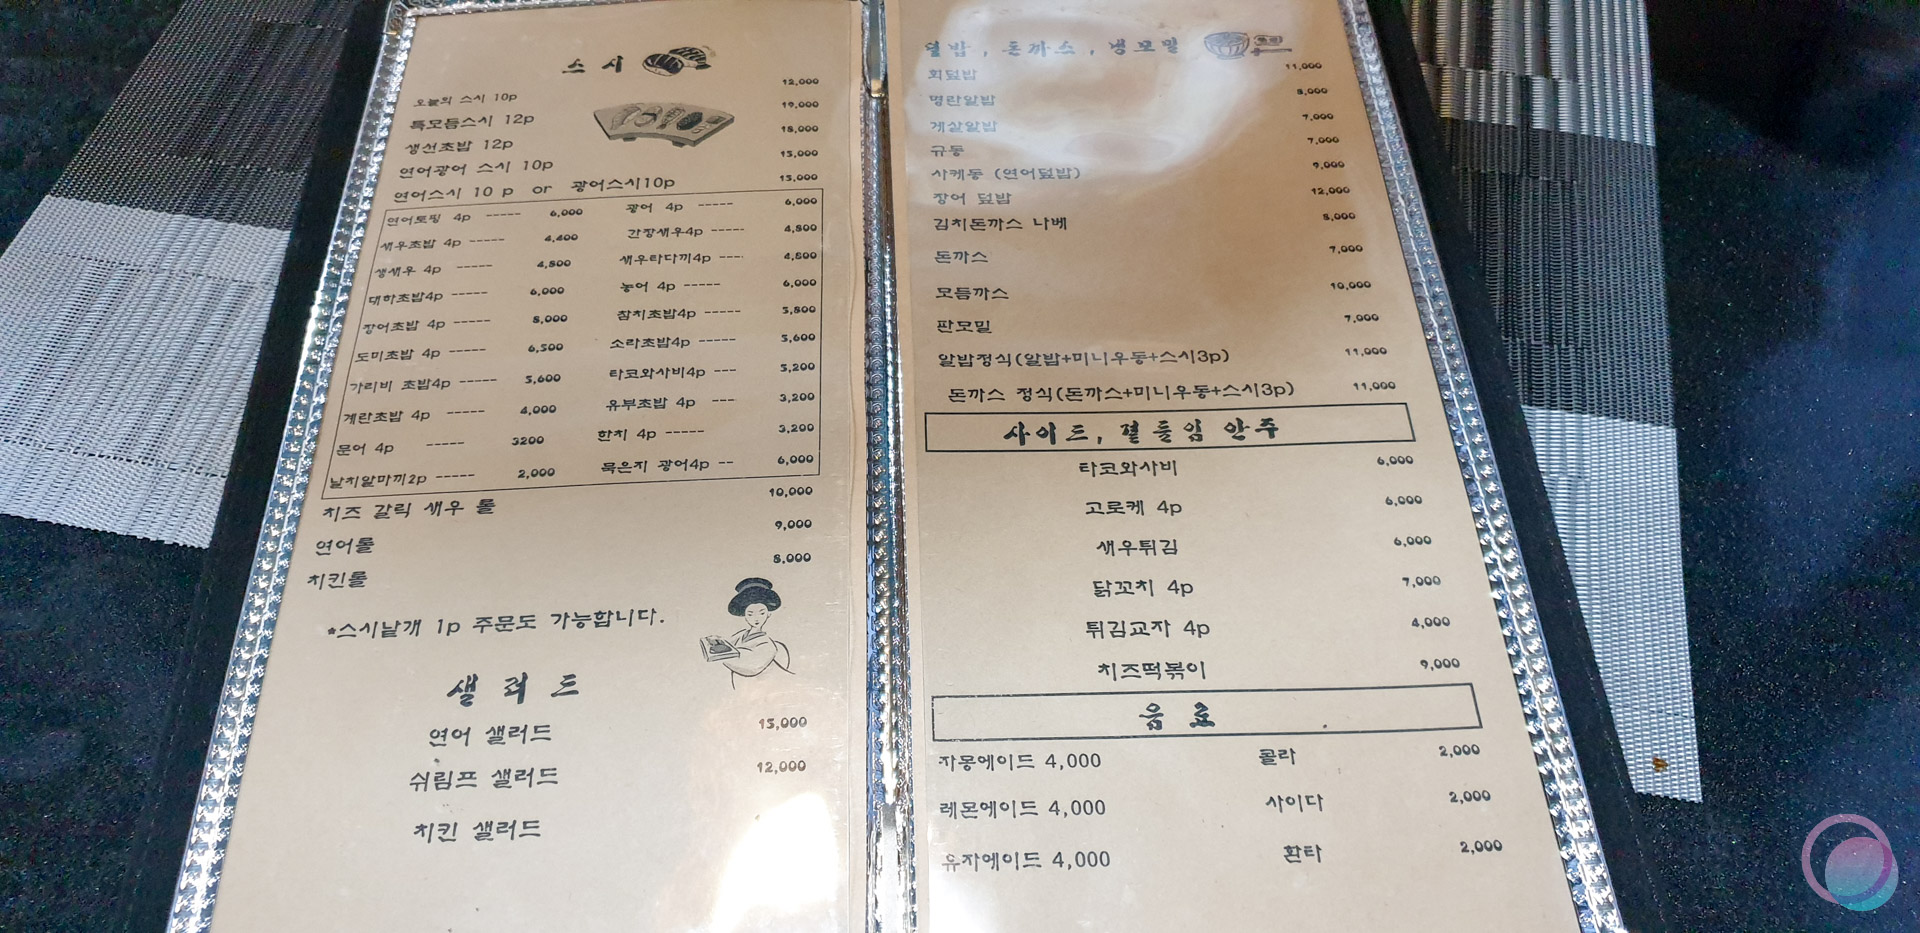 스시
오늘의 스시 10p 12,000
특모듬스시 12p 19,000
생선초밥 12p 18,000
연어광어 스시 10p 15,000
연어스시 10 p or 광어스시10p 15,000
연어토핑 4p ----- 6,000 광어 4p ----- 6,000
새우초밥 4p ----- 4,400 간장새우4p ----- 4,800
생새우 4p ----- 4,800 새우타다끼4p ---- 4,800
대하초밥4p ----- 6,000 농어 4p ----- 6,000
장어초밥 4p ----- 8,000 참치초밥4p ----- 5,800
도미초밥 4p ----- 6,500 소라초밥4p ----- 3,600
가리비 초밥4p ----- 5,600 타코와사비4p --- 5,200
계란초밥 4p ----- 4,000 유부초밥 4p --- 3,200
문어 4p ----- 3200 한치 4p ----- 3,200
날치알마끼2p ----- 2,000 묵은지 광어4p -- 6,000
치즈 갈릭 새우 롤 10,000
연어롤 9,000
치킨롤 8,000
*스시낱개 1p 주문도 가능합니다.
샐러드
연어 샐러드 13,000
쉬림프 샐러드 12,000
치킨 샐러드
덮밥, 돈까스, 냉모밀
회덮밥 11,000
명란알밥 8,000
게살알밥 7,000
규동 7,000
사케동 (연어덮밥) 9,000
장어 덮밥 12,000
김치돈까스 나베 8,000
돈까스 7,000
모듬까스 10,000
판모밀 7,000
알밥정식(알밥+미니우동+스시3p) 11,000
돈까스 정식(돈까스+미니우동+스시3p) 11,000
사이드, 곁들임 안주
타코와사비 6,000
고로케 4p 6,000
새우튀김 6,000
닭꼬치 4p 7,000
튀김교자 4p 4,000
치즈떡볶이 9,000
음료
자몽에이드 4,000 콜라 2,000
레몬에이드 4,000 사이다 2,000
유자에이드 4,000 환타 2,000